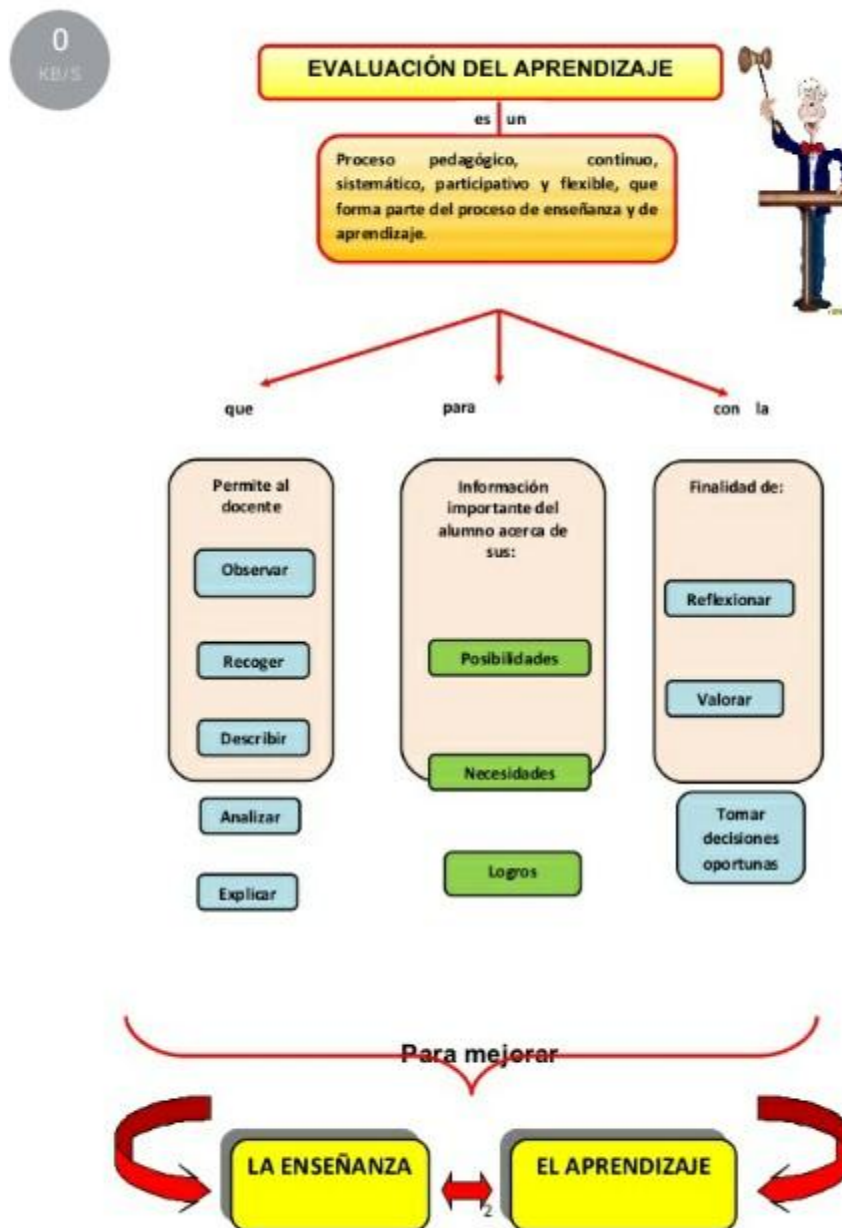 0
KB/S
EVALUACIÓN DEL APRENDIZAJE
es un
Proceso pedagógico, continuo,
sistemático, participativo y flexible, que
forma parte del proceso de enseñanza y de
aprendizaje.
que
para
con la
Permite al
docente
Observar
Recoger
Describir
Analizar
Explicar
Información
importante del
alumno acerca de
sus:
Posibilidades
Necesidades
Logros
Finalidad de:
Reflexionar
Valorar
Tomar
decisiones
oportunas
Para mejorar
LA ENSEÑANZA
EL APRENDIZAJE
2